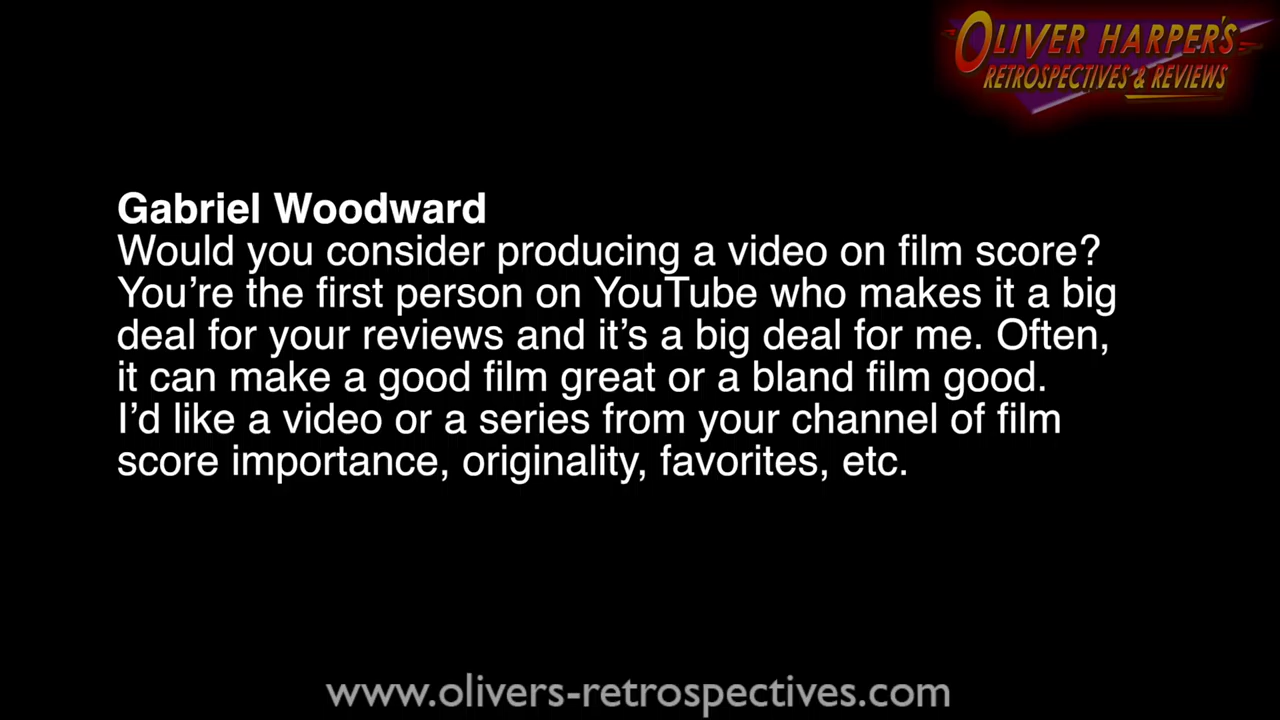 OLIVER HARPER'S
RETROSPECTIVES & REVIEWS
Gabriel Woodward
Would you consider producing a video on film score?
You're the first person on YouTube who makes it a big
deal for your reviews and it's a big deal for me. Often,
it can make a good film great or a bland film good.
I'd like a video or a series from your channel of film
score importance, originality, favorites, etc.
www.olivers-retrospectives.com